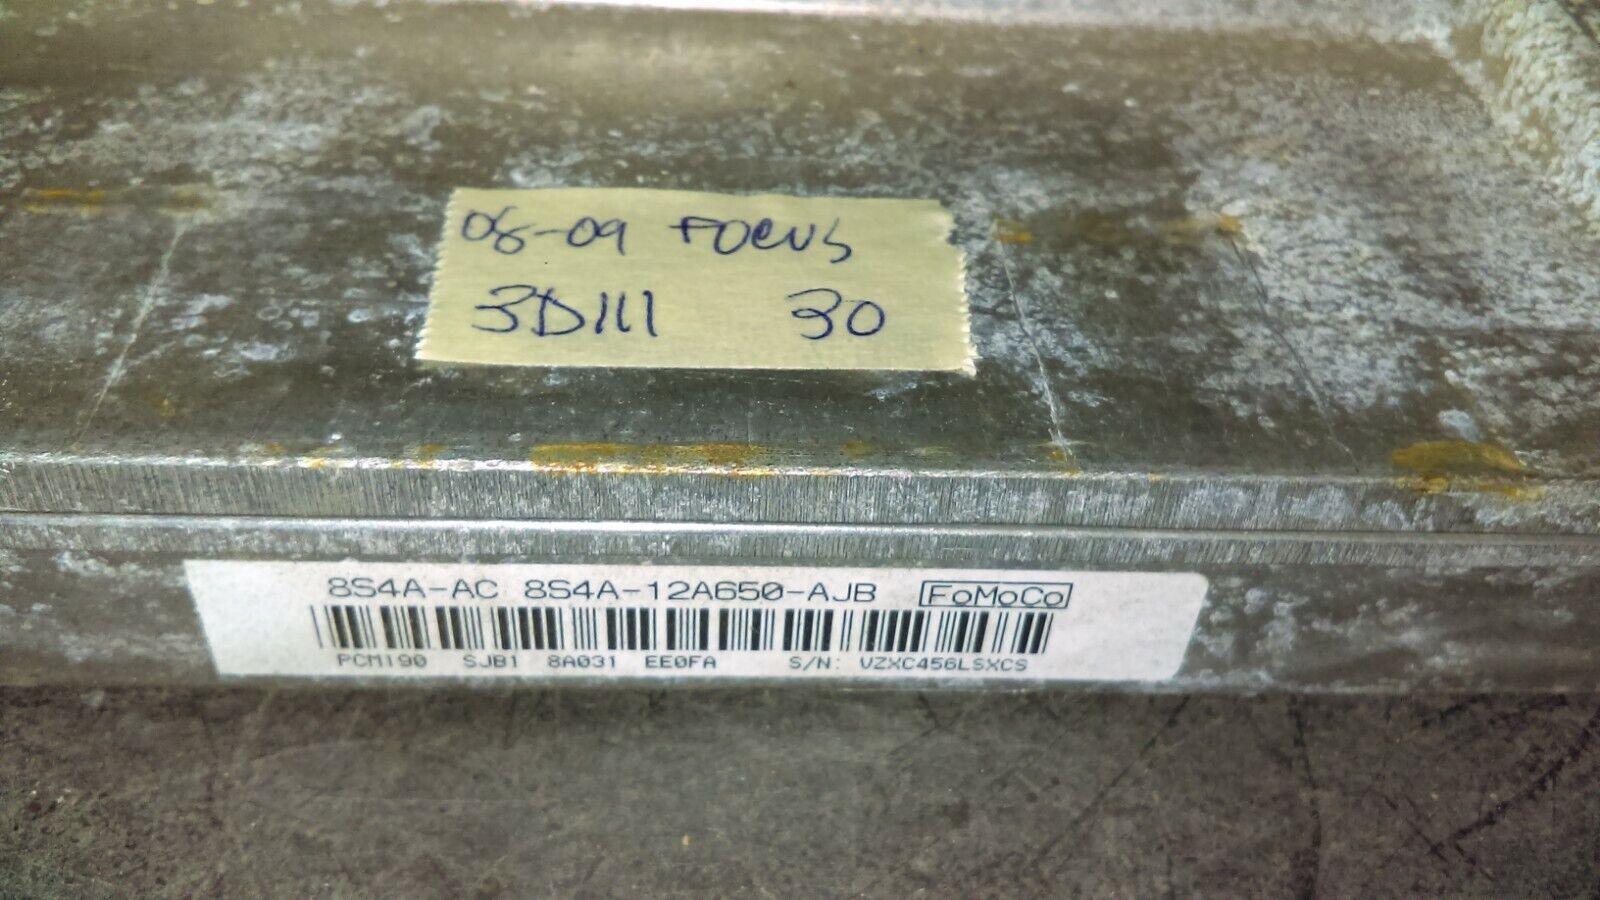 08-09 FOCUS
3D111 30
8S4A-AC 8S4A-12A650-AJB FoMoCo
PCM190 SJB1 8A031 EE0FA S/N: VZXC456LSXCS